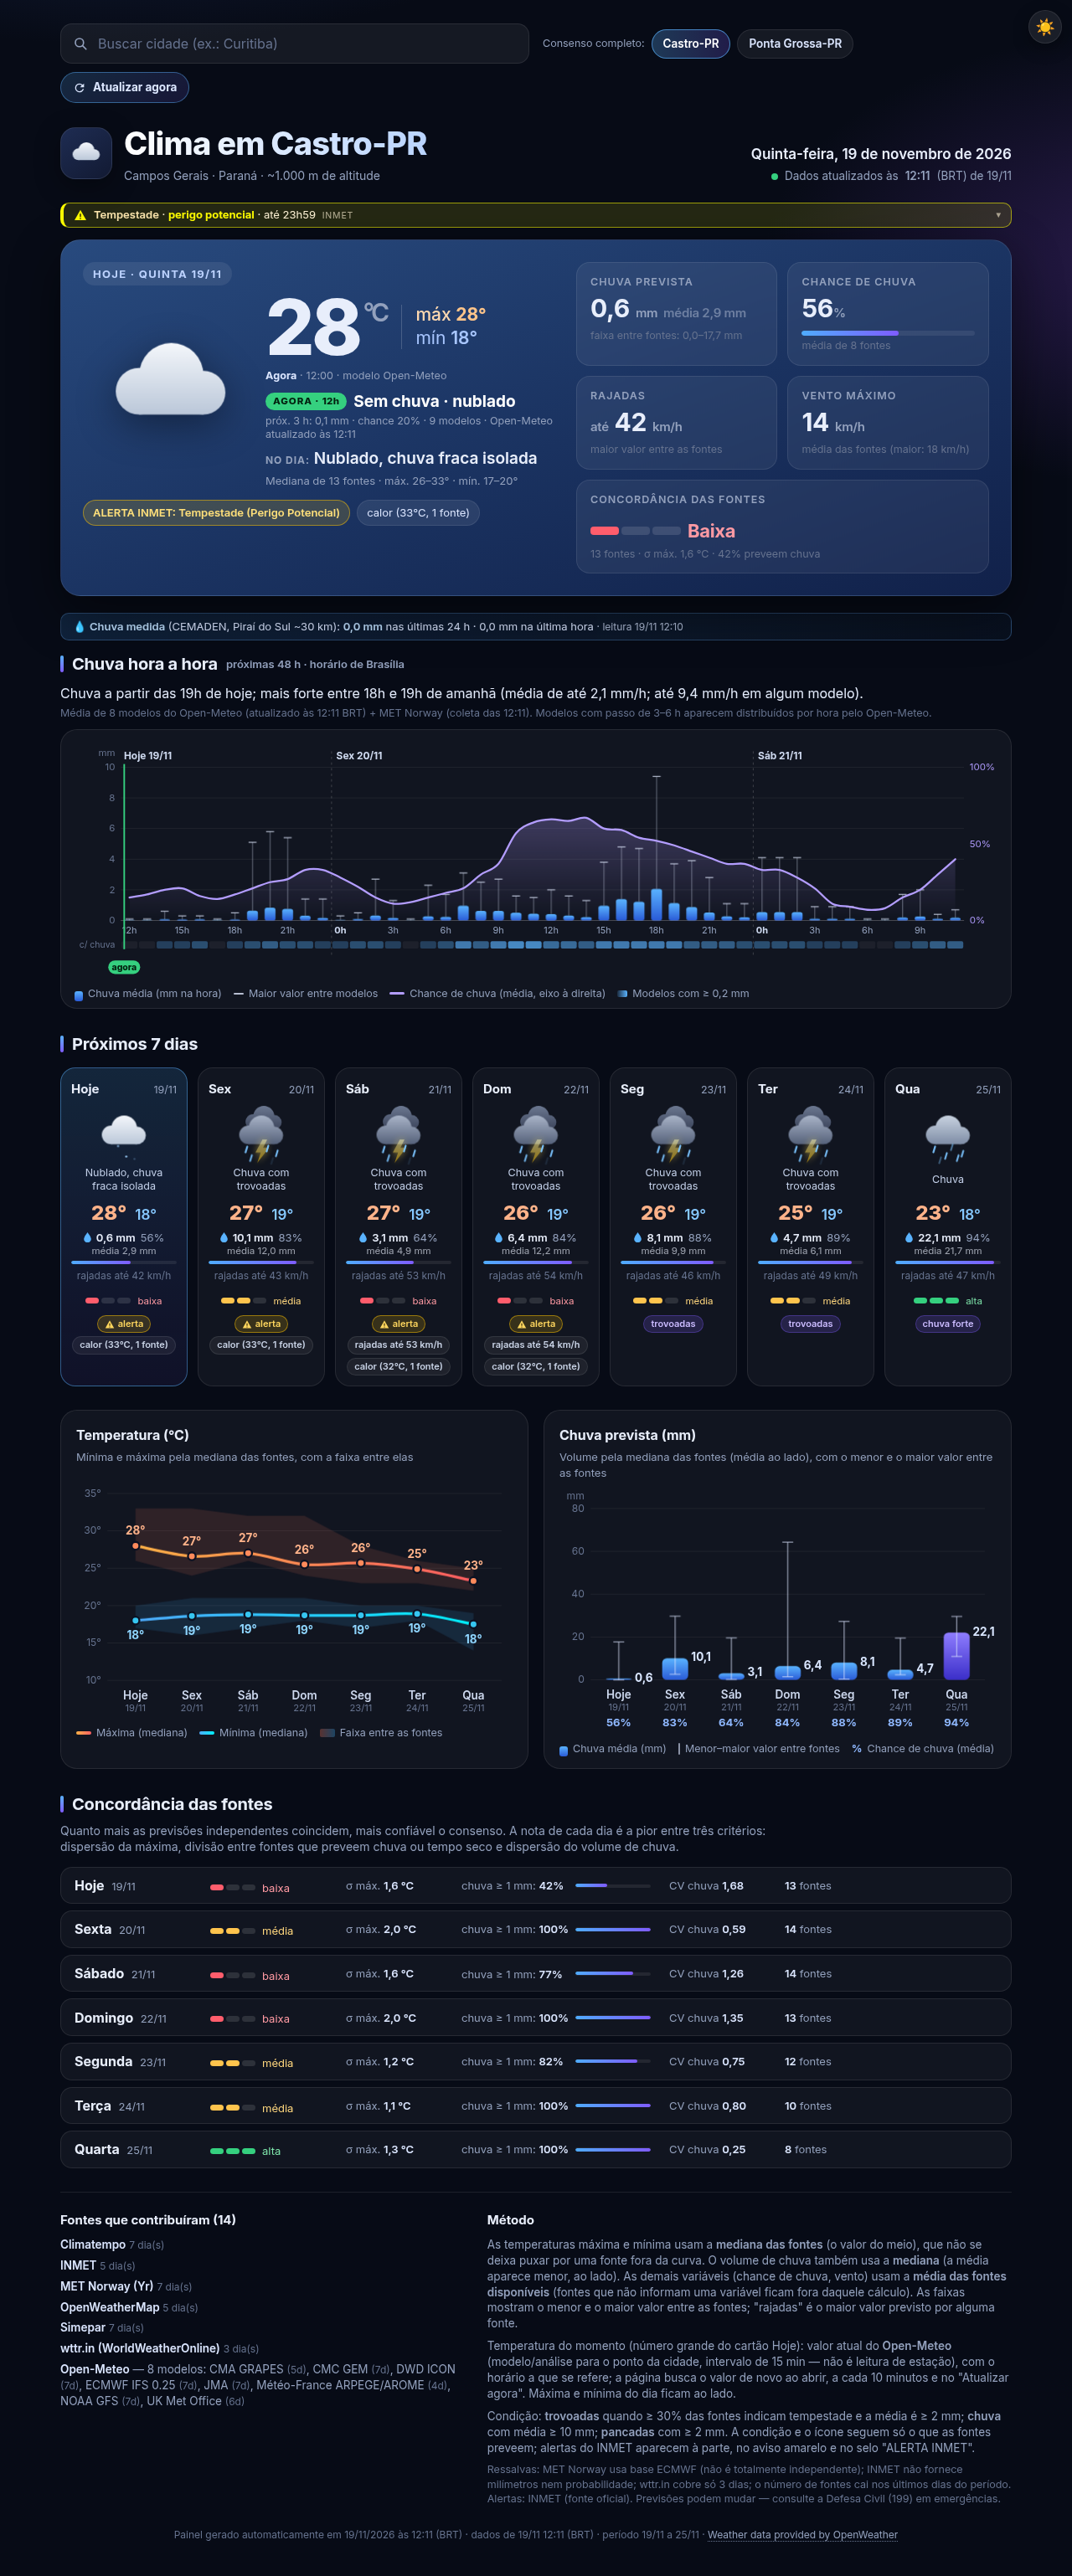 Buscar cidade (ex.: Curitiba)
Consenso completo: Castro-PR Ponta Grossa-PR
Atualizar agora
Clima em Castro-PR
Campos Gerais · Paraná · ~1.000 m de altitude
Quinta-feira, 19 de novembro de 2026
Dados atualizados às 12:11 (BRT) de 19/11
Tempestade · perigo potencial · até 23h59 INMET
HOJE · QUINTA 19/11
28°C
máx 28°
mín 18°
Agora · 12:00 · modelo Open-Meteo
AGORA · 12h Sem chuva · nublado
próx. 3 h: 0,1 mm · chance 20% · 9 modelos · Open-Meteo
atualizado às 12:11
NO DIA: Nublado, chuva fraca isolada
Mediana de 13 fontes · máx. 26–33° · mín. 17–20°
ALERTA INMET: Tempestade (Perigo Potencial) calor (33°C, 1 fonte)
CHUVA PREVISTA
0,6 mm média 2,9 mm
faixa entre fontes: 0,0–17,7 mm
CHANCE DE CHUVA
56%
média de 8 fontes
RAJADAS
até 42 km/h
maior valor entre as fontes
VENTO MÁXIMO
14 km/h
média das fontes (maior: 18 km/h)
CONCORDÂNCIA DAS FONTES
Baixa
13 fontes · σ máx. 1,6 °C · 42% preveem chuva
Chuva medida (CEMADEN, Piraí do Sul ~30 km): 0,0 mm nas últimas 24 h · 0,0 mm na última hora · leitura 19/11 12:10
Chuva hora a hora próximas 48 h · horário de Brasília
Chuva a partir das 19h de hoje; mais forte entre 18h e 19h de amanhã (média de até 2,1 mm/h; até 9,4 mm/h em algum modelo).
Média de 8 modelos do Open-Meteo (atualizado às 12:11 BRT) + MET Norway (coleta das 12:11). Modelos com passo de 3–6 h aparecem distribuídos por hora pelo Open-Meteo.
mm Hoje 19/11 Sex 20/11 Sáb 21/11
10 100%
8
6
50%
4
2
0 0%
12h 15h 18h 21h 0h 3h 6h 9h 12h 15h 18h 21h 0h 3h 6h 9h
c/ chuva
agora
Chuva média (mm na hora) Maior valor entre modelos Chance de chuva (média, eixo à direita) Modelos com ≥ 0,2 mm
Próximos 7 dias
Hoje 19/11
Nublado, chuva
fraca isolada
28° 18°
0,6 mm 56%
média 2,9 mm
rajadas até 42 km/h
baixa
alerta
calor (33°C, 1 fonte)
Sex 20/11
Chuva com
trovoadas
27° 19°
10,1 mm 83%
média 12,0 mm
rajadas até 43 km/h
média
alerta
calor (33°C, 1 fonte)
Sáb 21/11
Chuva com
trovoadas
27° 19°
3,1 mm 64%
média 4,9 mm
rajadas até 53 km/h
baixa
alerta
rajadas até 53 km/h
calor (32°C, 1 fonte)
Dom 22/11
Chuva com
trovoadas
26° 19°
6,4 mm 84%
média 12,2 mm
rajadas até 54 km/h
baixa
alerta
rajadas até 54 km/h
calor (32°C, 1 fonte)
Seg 23/11
Chuva com
trovoadas
26° 19°
8,1 mm 88%
média 9,9 mm
rajadas até 46 km/h
média
trovoadas
Ter 24/11
Chuva com
trovoadas
25° 19°
4,7 mm 89%
média 6,1 mm
rajadas até 49 km/h
média
trovoadas
Qua 25/11
Chuva
23° 18°
22,1 mm 94%
média 21,7 mm
rajadas até 47 km/h
alta
chuva forte
Temperatura (°C)
Mínima e máxima pela mediana das fontes, com a faixa entre elas
35°
30°
25°
20°
15°
10°
28° 27° 27° 26° 26° 25° 23°
18° 19° 19° 19° 19° 19° 18°
Hoje Sex Sáb Dom Seg Ter Qua
19/11 20/11 21/11 22/11 23/11 24/11 25/11
Máxima (mediana) Mínima (mediana) Faixa entre as fontes
Chuva prevista (mm)
Volume pela mediana das fontes (média ao lado), com o menor e o maior valor entre
as fontes
mm
80
60
40
20
0
0,6 10,1 3,1 6,4 8,1 4,7 22,1
Hoje Sex Sáb Dom Seg Ter Qua
19/11 20/11 21/11 22/11 23/11 24/11 25/11
56% 83% 64% 84% 88% 89% 94%
Chuva média (mm) Menor–maior valor entre fontes % Chance de chuva (média)
Concordância das fontes
Quanto mais as previsões independentes coincidem, mais confiável o consenso. A nota de cada dia é a pior entre três critérios:
dispersão da máxima, divisão entre fontes que preveem chuva ou tempo seco e dispersão do volume de chuva.
Hoje 19/11 baixa σ máx. 1,6 °C chuva ≥ 1 mm: 42% CV chuva 1,68 13 fontes
Sexta 20/11 média σ máx. 2,0 °C chuva ≥ 1 mm: 100% CV chuva 0,59 14 fontes
Sábado 21/11 baixa σ máx. 1,6 °C chuva ≥ 1 mm: 77% CV chuva 1,26 14 fontes
Domingo 22/11 baixa σ máx. 2,0 °C chuva ≥ 1 mm: 100% CV chuva 1,35 13 fontes
Segunda 23/11 média σ máx. 1,2 °C chuva ≥ 1 mm: 82% CV chuva 0,75 12 fontes
Terça 24/11 média σ máx. 1,1 °C chuva ≥ 1 mm: 100% CV chuva 0,80 10 fontes
Quarta 25/11 alta σ máx. 1,3 °C chuva ≥ 1 mm: 100% CV chuva 0,25 8 fontes
Fontes que contribuíram (14)
Climatempo 7 dia(s)
INMET 5 dia(s)
MET Norway (Yr) 7 dia(s)
OpenWeatherMap 5 dia(s)
Simepar 7 dia(s)
wttr.in (WorldWeatherOnline) 3 dia(s)
Open-Meteo — 8 modelos: CMA GRAPES (5d), CMC GEM (7d), DWD ICON
(7d), ECMWF IFS 0.25 (7d), JMA (7d), Météo-France ARPEGE/AROME (4d),
NOAA GFS (7d), UK Met Office (6d)
Método
As temperaturas máxima e mínima usam a mediana das fontes (o valor do meio), que não se
deixa puxar por uma fonte fora da curva. O volume de chuva também usa a mediana (a média
aparece menor, ao lado). As demais variáveis (chance de chuva, vento) usam a média das fontes
disponíveis (fontes que não informam uma variável ficam fora daquele cálculo). As faixas
mostram o menor e o maior valor entre as fontes; "rajadas" é o maior valor previsto por alguma
fonte.
Temperatura do momento (número grande do cartão Hoje): valor atual do Open-Meteo
(modelo/análise para o ponto da cidade, intervalo de 15 min — não é leitura de estação), com o
horário a que se refere; a página busca o valor de novo ao abrir, a cada 10 minutos e no "Atualizar
agora". Máxima e mínima do dia ficam ao lado.
Condição: trovoadas quando ≥ 30% das fontes indicam tempestade e a média é ≥ 2 mm; chuva
com média ≥ 10 mm; pancadas com ≥ 2 mm. A condição e o ícone seguem só o que as fontes
preveem; alertas do INMET aparecem à parte, no aviso amarelo e no selo "ALERTA INMET".
Ressalvas: MET Norway usa base ECMWF (não é totalmente independente); INMET não fornece
milímetros nem probabilidade; wttr.in cobre só 3 dias; o número de fontes cai nos últimos dias do período.
Alertas: INMET (fonte oficial). Previsões podem mudar — consulte a Defesa Civil (199) em emergências.
Painel gerado automaticamente em 19/11/2026 às 12:11 (BRT) · dados de 19/11 12:11 (BRT) · período 19/11 a 25/11 · Weather data provided by OpenWeather